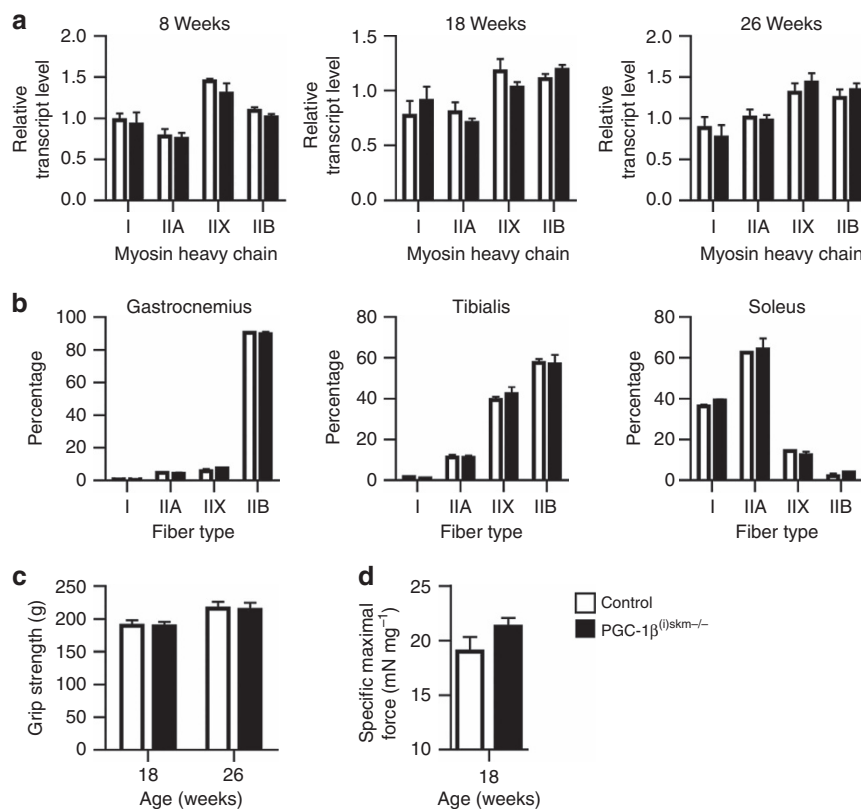 a
8 Weeks
18 Weeks
26 Weeks
Relative
transcript level
2.0
1.5
1.0
0.5
0.0
I IIA IIX IIB
Myosin heavy chain
Relative
transcript level
1.5
1.0
0.5
0.0
I IIA IIX IIB
Myosin heavy chain
Relative
transcript level
2.0
1.5
1.0
0.5
0.0
I IIA IIX IIB
Myosin heavy chain
b
Gastrocnemius
Tibialis
Soleus
Percentage
100
80
60
40
20
0
I IIA IIX IIB
Fiber type
Percentage
80
60
40
20
0
I IIA IIX IIB
Fiber type
Percentage
80
60
40
20
0
I IIA IIX IIB
Fiber type
c
Grip strength (g)
250
200
150
100
50
0
18 26
Age (weeks)
d
Specific maximal
force (mN mg⁻¹)
25
20
15
10
18
Age (weeks)
Control
PGC-1β⁽ⁱ⁾ˢᵏᵐ⁻/⁻